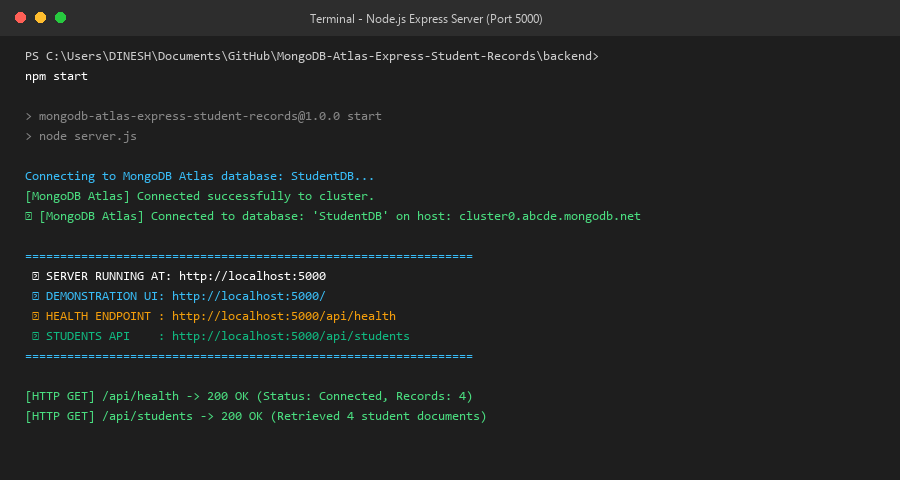 Terminal - Node.js Express Server (Port 5000)
PS C:\Users\DINESH\Documents\GitHub\MongoDB-Atlas-Express-Student-Records\backend>
npm start
> mongodb-atlas-express-student-records@1.0.0 start
> node server.js
Connecting to MongoDB Atlas database: StudentDB...
[MongoDB Atlas] Connected successfully to cluster.
[MongoDB Atlas] Connected to database: 'StudentDB' on host: cluster0.abcde.mongodb.net
================================================================
SERVER RUNNING AT: http://localhost:5000
DEMONSTRATION UI: http://localhost:5000/
HEALTH ENDPOINT : http://localhost:5000/api/health
STUDENTS API    : http://localhost:5000/api/students
================================================================
[HTTP GET] /api/health -> 200 OK (Status: Connected, Records: 4)
[HTTP GET] /api/students -> 200 OK (Retrieved 4 student documents)